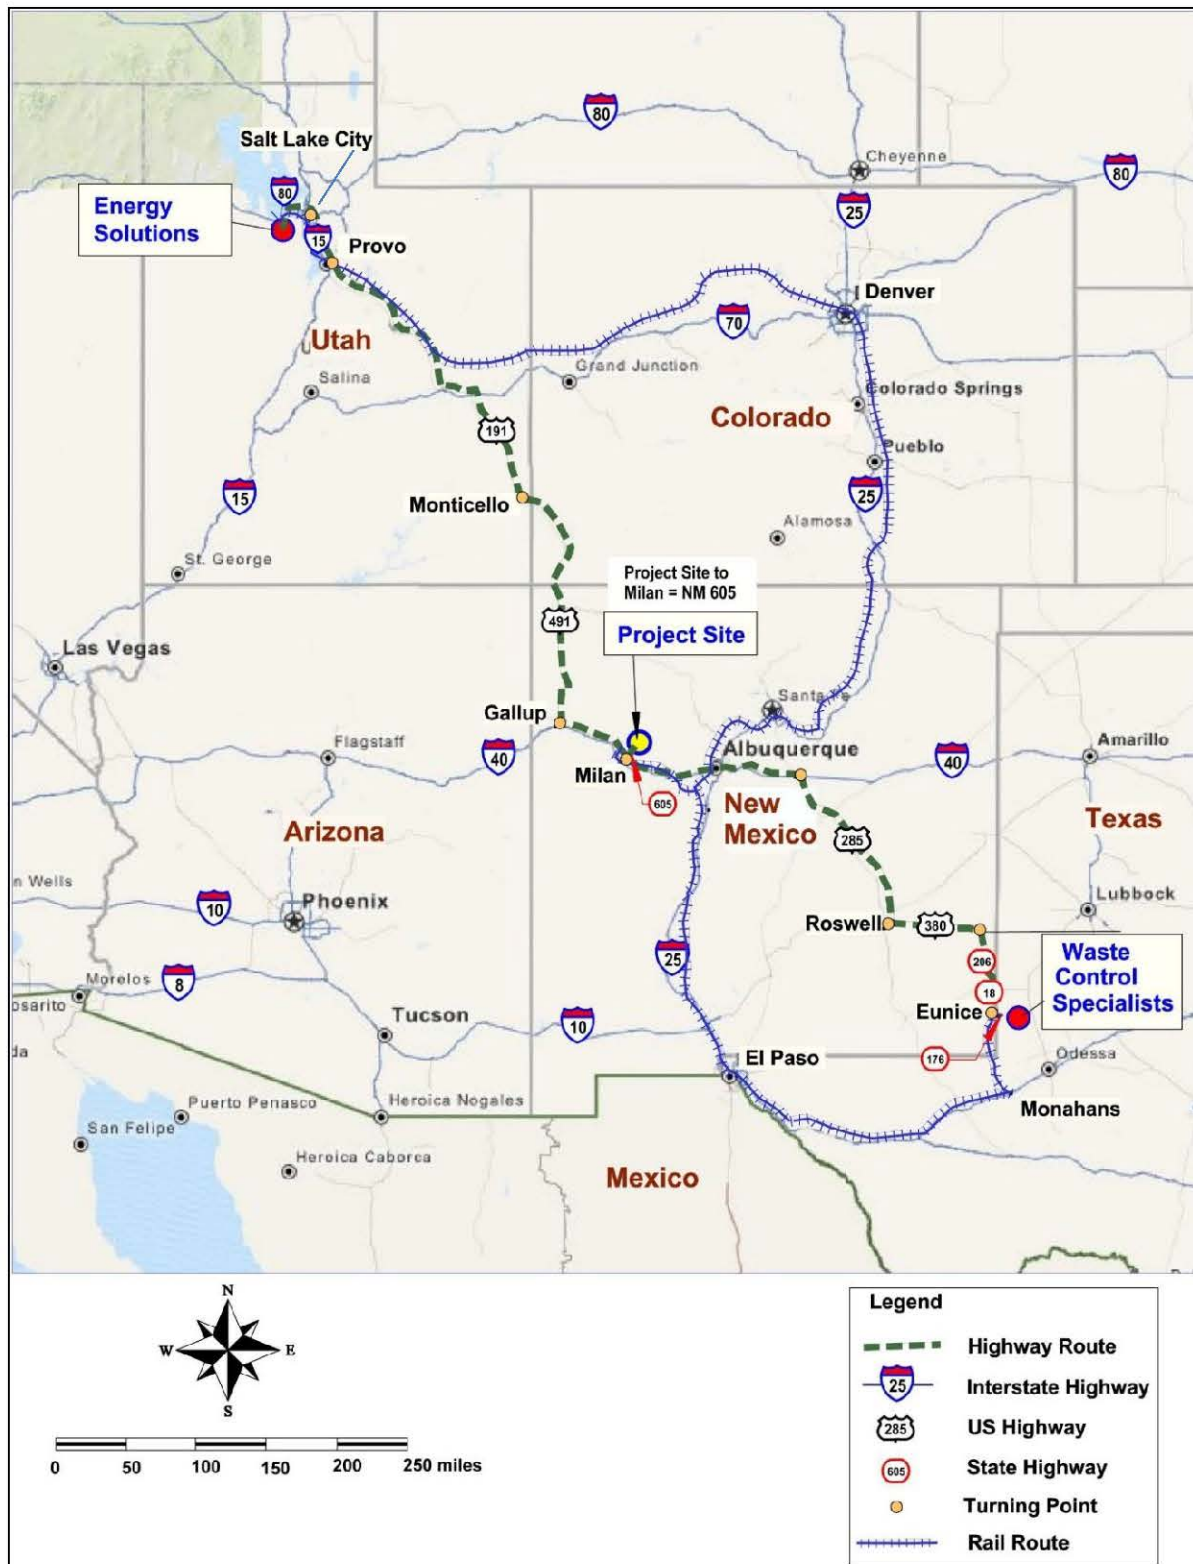 80
Cheyenne
Salt Lake City
80
80
25
Energy
Solutions
15
Provo
Denver
70
Utah
Salina
Grand Junction
Colorado Springs
Colorado
191
Pueblo
15
Monticello
25
Alamosa
St. George
Project Site to
Milan = NM 605
491
Project Site
Las Vegas
Gallup
Flagstaff
40
Albuquerque
40
Amarillo
Milan
605
New
Mexico
Texas
Arizona
285
n Wells
Phoenix
10
Lubbock
Roswell
380
25
206
Waste
Control
Specialists
Morelos
8
osarito
18
Eunice
Tucson
10
El Paso
176
Odessa
da
Puerto Penasco
Heroica Nogales
Monahans
San Felipe
Heroica Caborca
Mexico
N
W
E
S
0
50
100
150
200
250 miles
Legend
Highway Route
25
Interstate Highway
285
US Highway
605
State Highway
Turning Point
Rail Route